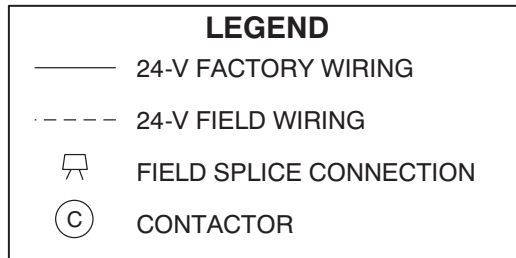 LEGEND
24-V FACTORY WIRING
24-V FIELD WIRING
FIELD SPLICE CONNECTION
C CONTACTOR